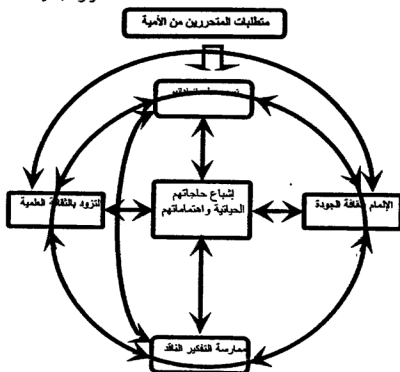 متطلبات المتحررين من الأمية
إشباع حاجاتهم
الحياتية واهتماماتهم
التزود بالثقافة العلمية
الإلمام بثقافة الجودة
ممارسة التفكير الناقد